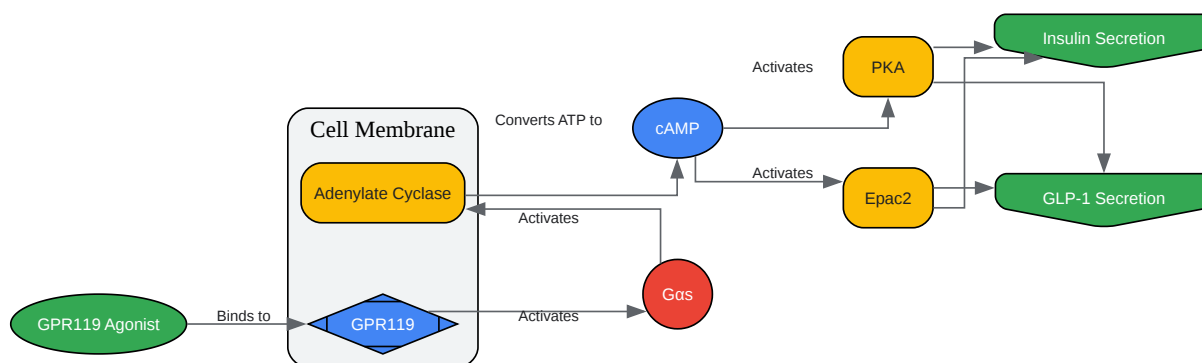 Insulin Secretion
Activates
PKA
Converts ATP to
cAMP
Cell Membrane
Activates
Adenylate Cyclase
Epac2
GLP-1 Secretion
Activates
Gαs
GPR119 Agonist
Binds to
GPR119
Activates